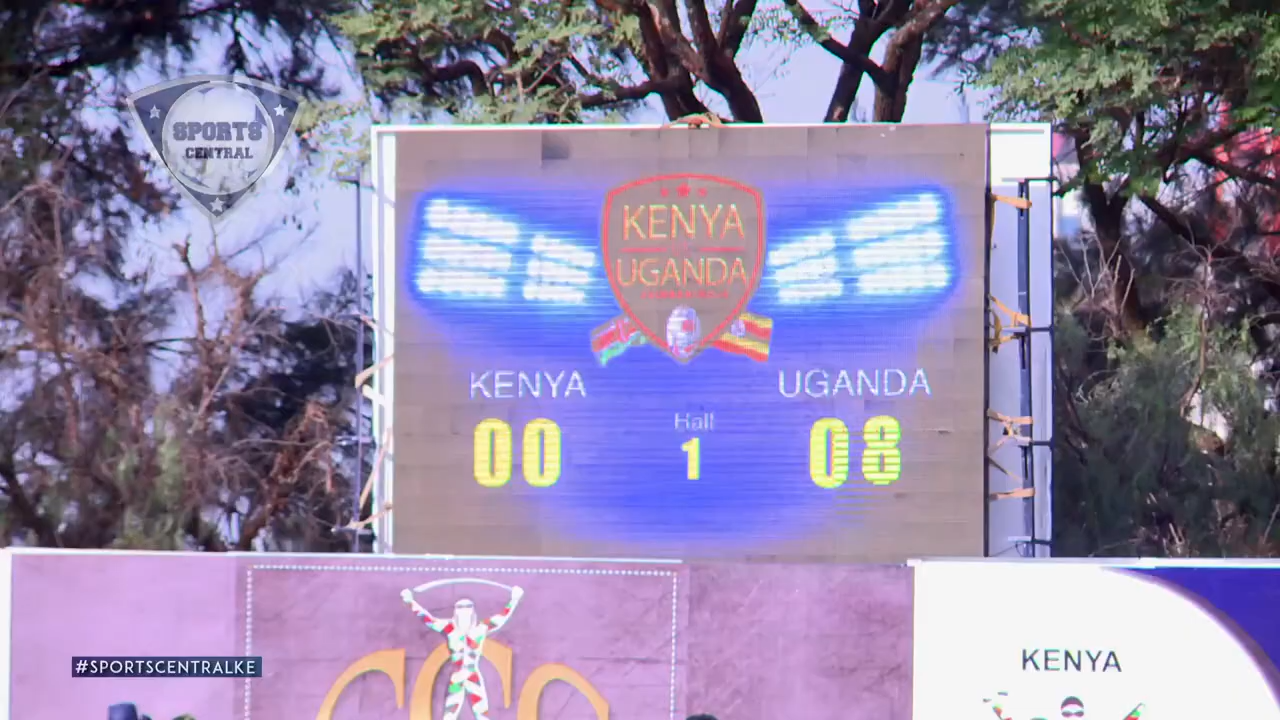 SPORTS
CENTRAL
KENYA
UGANDA
KENYA
UGANDA
Half
00
1
08
#SPORTSCENTRALKE
KENYA